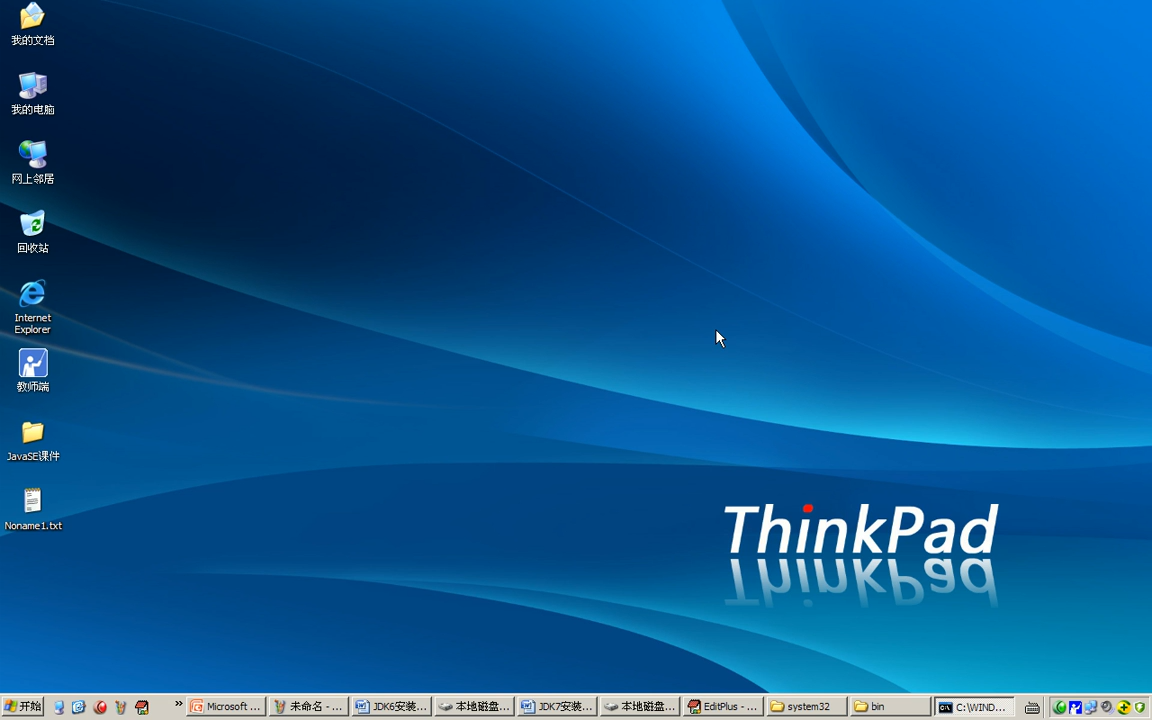 我的文档
我的电脑
网上邻居
回收站
Internet
Explorer
教师端
JavaSE课件
Noname1.txt
ThinkPad
开始
»
Microsoft ...
未命名 - ...
JDK6安装...
本地磁盘...
JDK7安装...
本地磁盘...
EditPlus - ...
system32
bin
C:\WIND...